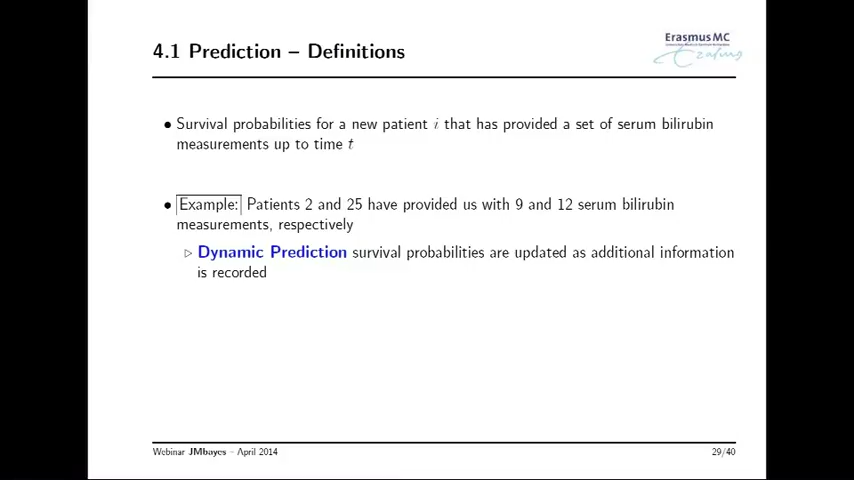 4.1 Prediction – Definitions
Erasmus MC
• Survival probabilities for a new patient i that has provided a set of serum bilirubin
measurements up to time t
• Example: Patients 2 and 25 have provided us with 9 and 12 serum bilirubin
measurements, respectively
▷ Dynamic Prediction survival probabilities are updated as additional information
is recorded
Webinar JMbayes – April 2014
29/40